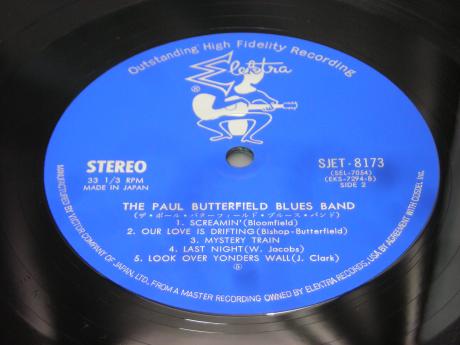 Outstanding High Fidelity Recording
Elektra
®
STEREO
33 1/3 RPM
MADE IN JAPAN
SJET-8173
(SEL-7054)
(EKS-7294-B)
SIDE 2
THE PAUL BUTTERFIELD BLUES BAND
(ザ・ポール・バターフィールド・ブルース・バンド)
1. SCREAMIN'(Bloomfield)
2. OUR LOVE IS DRIFTING(Bishop-Butterfield)
3. MYSTERY TRAIN
4. LAST NIGHT(W. Jacobs)
5. LOOK OVER YONDERS WALL(J. Clark)
MANUFACTURED BY VICTOR COMPANY OF JAPAN, LTD. FROM A MASTER RECORDING OWNED BY ELEKTRA RECORDS, USA BY AGREEMENT WITH COSDEL INC.